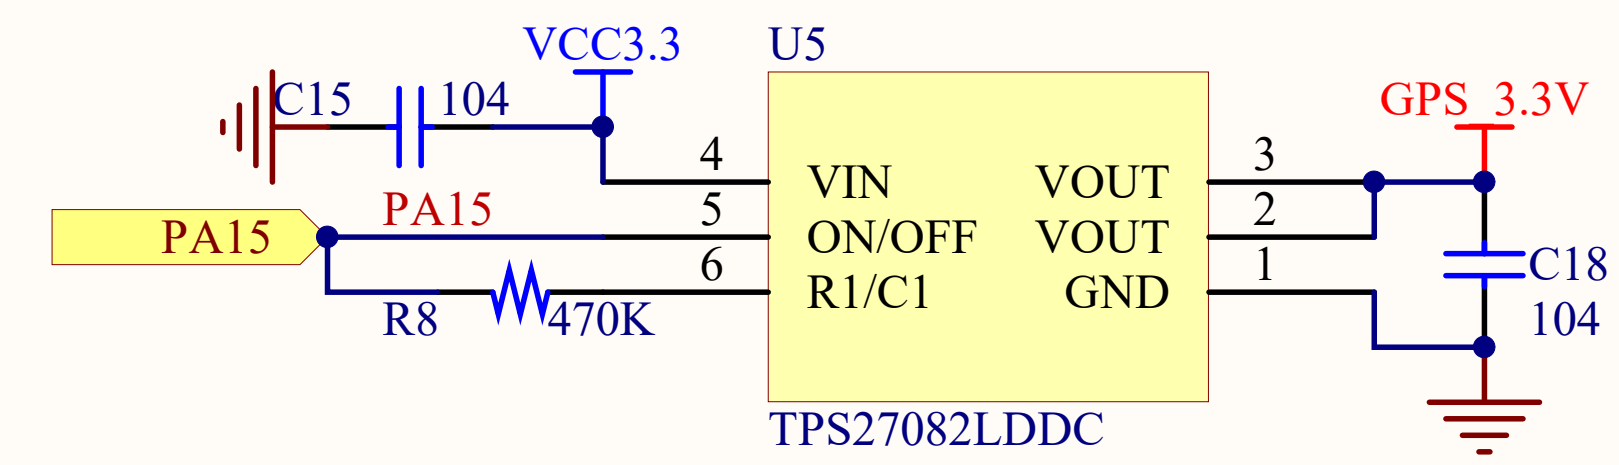 VCC3.3
U5
C15
104
GPS_3.3V
4
VIN
VOUT
3
PA15
PA15
5
ON/OFF
VOUT
2
6
R1/C1
GND
1
R8
470K
C18
104
TPS27082LDDC